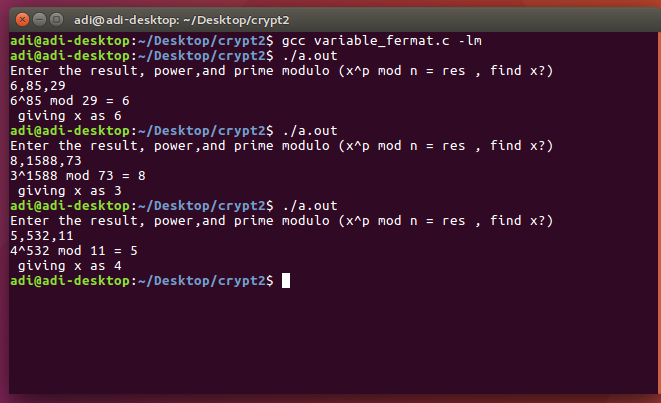 adi@adi-desktop: ~/Desktop/crypt2
adi@adi-desktop:~/Desktop/crypt2$ gcc variable_fermat.c -lm
adi@adi-desktop:~/Desktop/crypt2$ ./a.out
Enter the result, power,and prime modulo (x^p mod n = res , find x?)
6,85,29
6^85 mod 29 = 6
 giving x as 6
adi@adi-desktop:~/Desktop/crypt2$ ./a.out
Enter the result, power,and prime modulo (x^p mod n = res , find x?)
8,1588,73
3^1588 mod 73 = 8
 giving x as 3
adi@adi-desktop:~/Desktop/crypt2$ ./a.out
Enter the result, power,and prime modulo (x^p mod n = res , find x?)
5,532,11
4^532 mod 11 = 5
 giving x as 4
adi@adi-desktop:~/Desktop/crypt2$